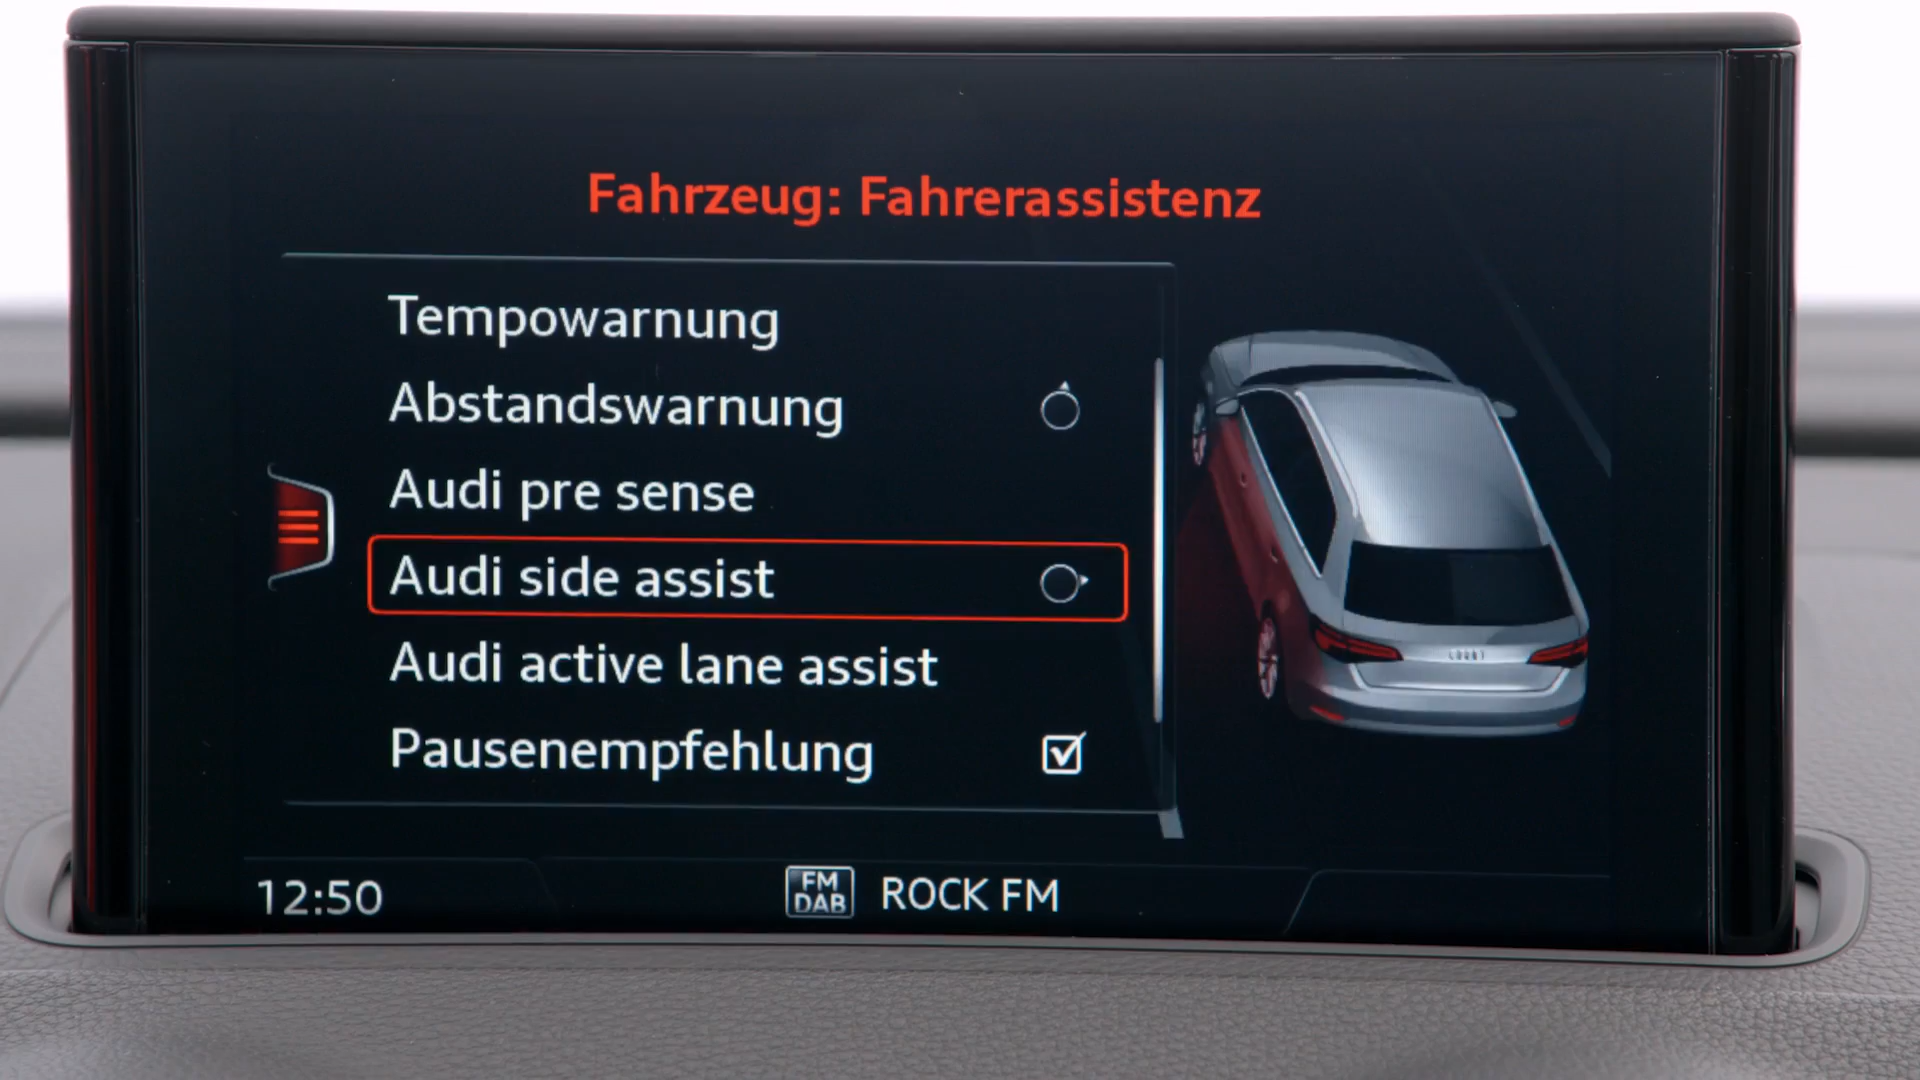 Fahrzeug: Fahrerassistenz
Tempowarnung
Abstandswarnung
Audi pre sense
Audi side assist
Audi active lane assist
Pausenempfehlung
12:50
FM
DAB
ROCK FM